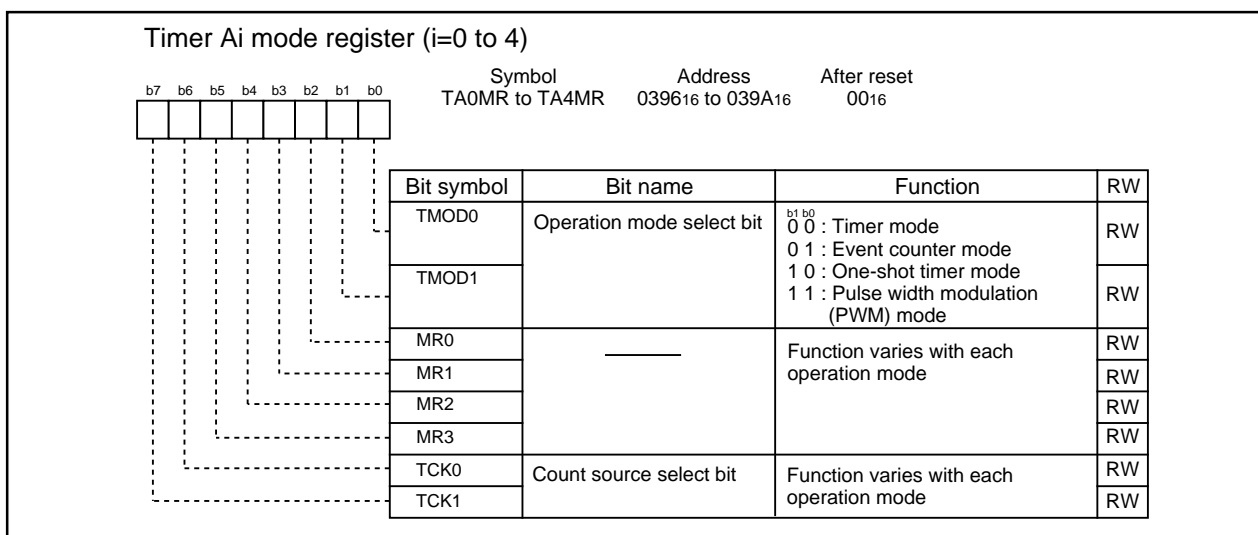 Timer Ai mode register (i=0 to 4)
Symbol Address After reset
TA0MR to TA4MR 039616 to 039A16 0016
b7 b6 b5 b4 b3 b2 b1 b0
Bit symbol Bit name Function RW
TMOD0 Operation mode select bit b1 b0
0 0 : Timer mode RW
0 1 : Event counter mode
TMOD1 1 0 : One-shot timer mode
1 1 : Pulse width modulation RW
(PWM) mode
MR0 Function varies with each RW
MR1 operation mode RW
MR2 RW
MR3 RW
TCK0 Count source select bit Function varies with each RW
TCK1 operation mode RW